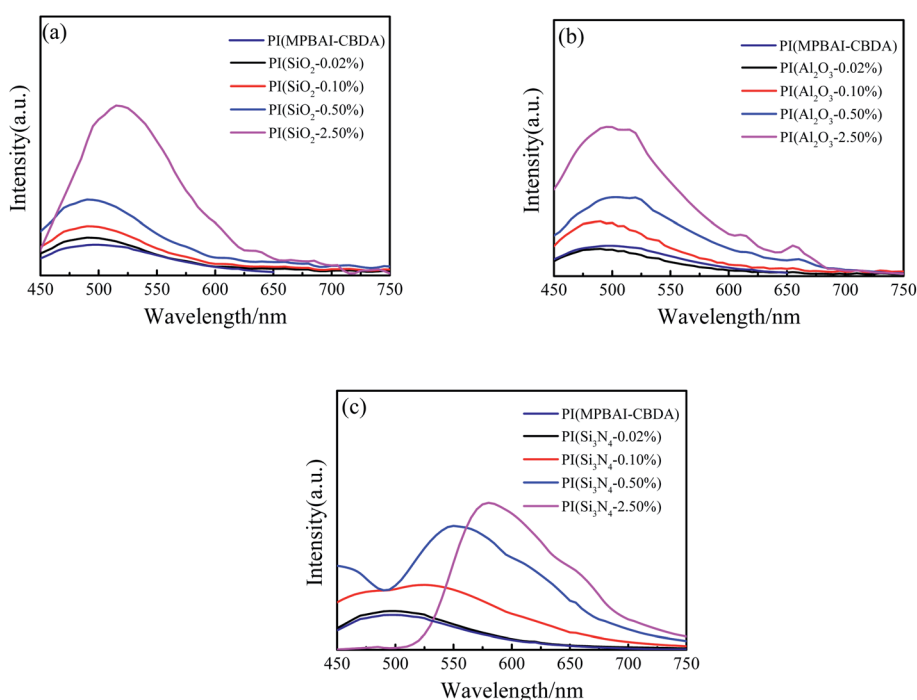 (a)
PI(MPBAI-CBDA)
PI(SiO₂-0.02%)
PI(SiO₂-0.10%)
PI(SiO₂-0.50%)
PI(SiO₂-2.50%)
Intensity(a.u.)
450 500 550 600 650 700 750
Wavelength/nm
(b)
PI(MPBAI-CBDA)
PI(Al₂O₃-0.02%)
PI(Al₂O₃-0.10%)
PI(Al₂O₃-0.50%)
PI(Al₂O₃-2.50%)
Intensity(a.u.)
450 500 550 600 650 700 750
Wavelength/nm
(c)
PI(MPBAI-CBDA)
PI(Si₃N₄-0.02%)
PI(Si₃N₄-0.10%)
PI(Si₃N₄-0.50%)
PI(Si₃N₄-2.50%)
Intensity(a.u.)
450 500 550 600 650 700 750
Wavelength/nm